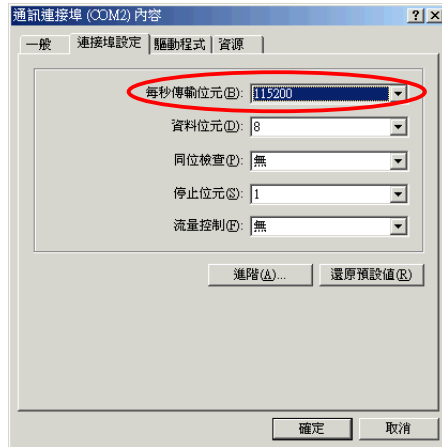 通訊連接埠 (COM2) 內容
一般 連接埠設定 驅動程式 資源
每秒傳輸位元(B): 115200
資料位元(D): 8
同位檢查(P): 無
停止位元(S): 1
流量控制(F): 無
進階(A)... 還原預設值(R)
確定 取消